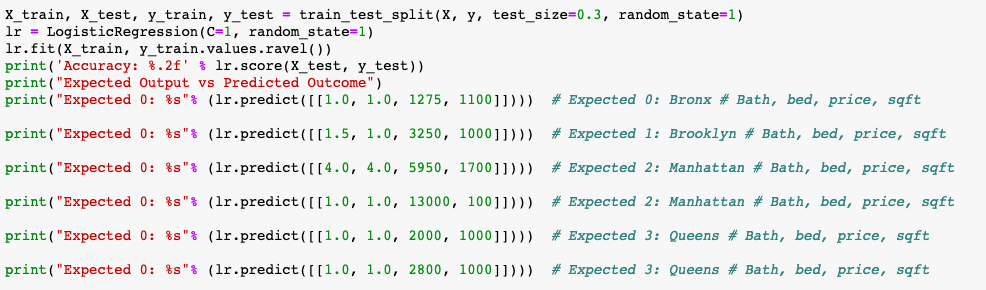 X_train, X_test, y_train, y_test = train_test_split(X, y, test_size=0.3, random_state=1)
lr = LogisticRegression(C=1, random_state=1)
lr.fit(X_train, y_train.values.ravel())
print('Accuracy: %.2f' % lr.score(X_test, y_test))
print("Expected Output vs Predicted Outcome")
print("Expected 0: %s"% (lr.predict([[1.0, 1.0, 1275, 1100]])))  # Expected 0: Bronx # Bath, bed, price, sqft
print("Expected 0: %s"% (lr.predict([[1.5, 1.0, 3250, 1000]])))  # Expected 1: Brooklyn # Bath, bed, price, sqft
print("Expected 0: %s"% (lr.predict([[4.0, 4.0, 5950, 1700]])))  # Expected 2: Manhattan # Bath, bed, price, sqft
print("Expected 0: %s"% (lr.predict([[1.0, 1.0, 13000, 100]])))  # Expected 2: Manhattan # Bath, bed, price, sqft
print("Expected 0: %s"% (lr.predict([[1.0, 1.0, 2000, 1000]])))  # Expected 3: Queens # Bath, bed, price, sqft
print("Expected 0: %s"% (lr.predict([[1.0, 1.0, 2800, 1000]])))  # Expected 3: Queens # Bath, bed, price, sqft